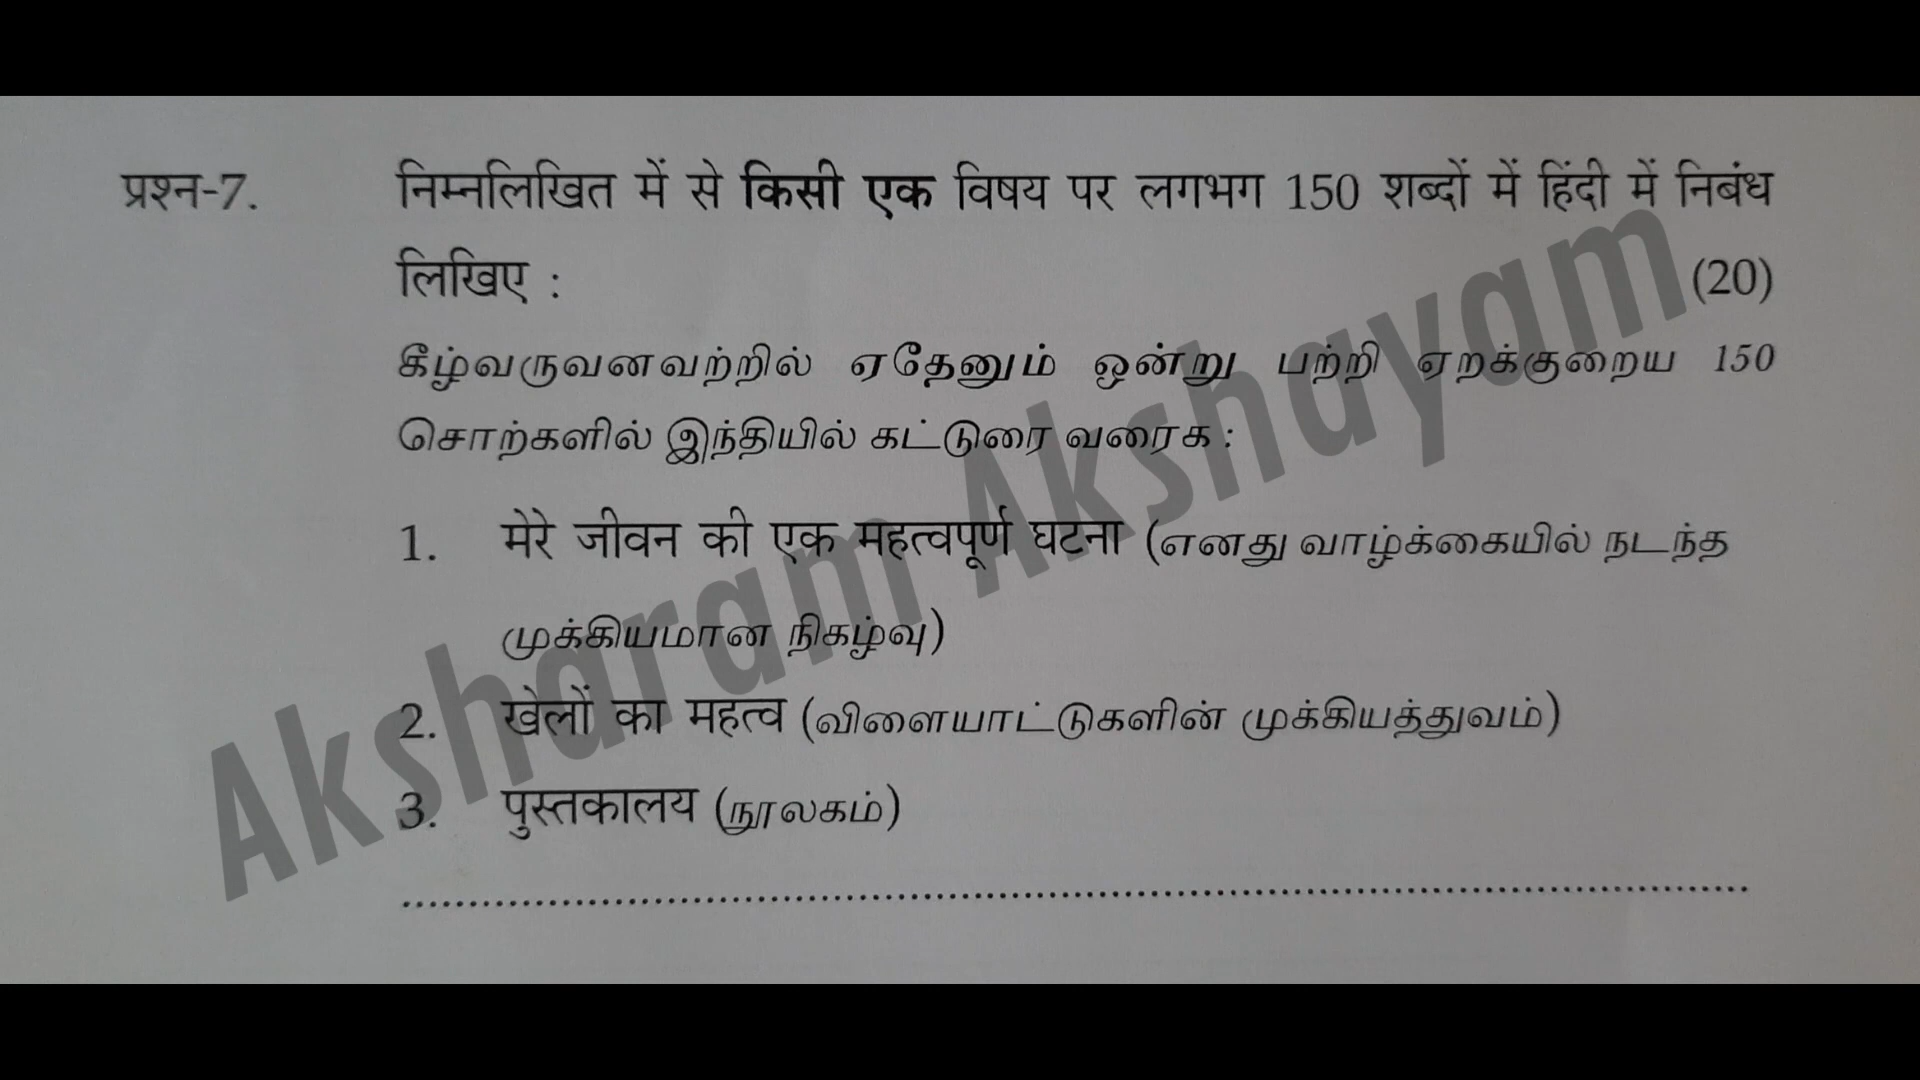 प्रश्न-7. निम्नलिखित में से किसी एक विषय पर लगभग 150 शब्दों में हिंदी में निबंध
लिखिए : (20)
கீழ்வருவனவற்றில் ஏதேனும் ஒன்று பற்றி ஏறக்குறைய 150
சொற்களில் இந்தியில் கட்டுரை வரைக :
1. मेरे जीवन की एक महत्वपूर्ण घटना (எனது வாழ்க்கையில் நடந்த
முக்கியமான நிகழ்வு)
2. खेलों का महत्व (விளையாட்டுகளின் முக்கியத்துவம்)
3. पुस्तकालय (நூலகம்)
Aksharam Akshayam